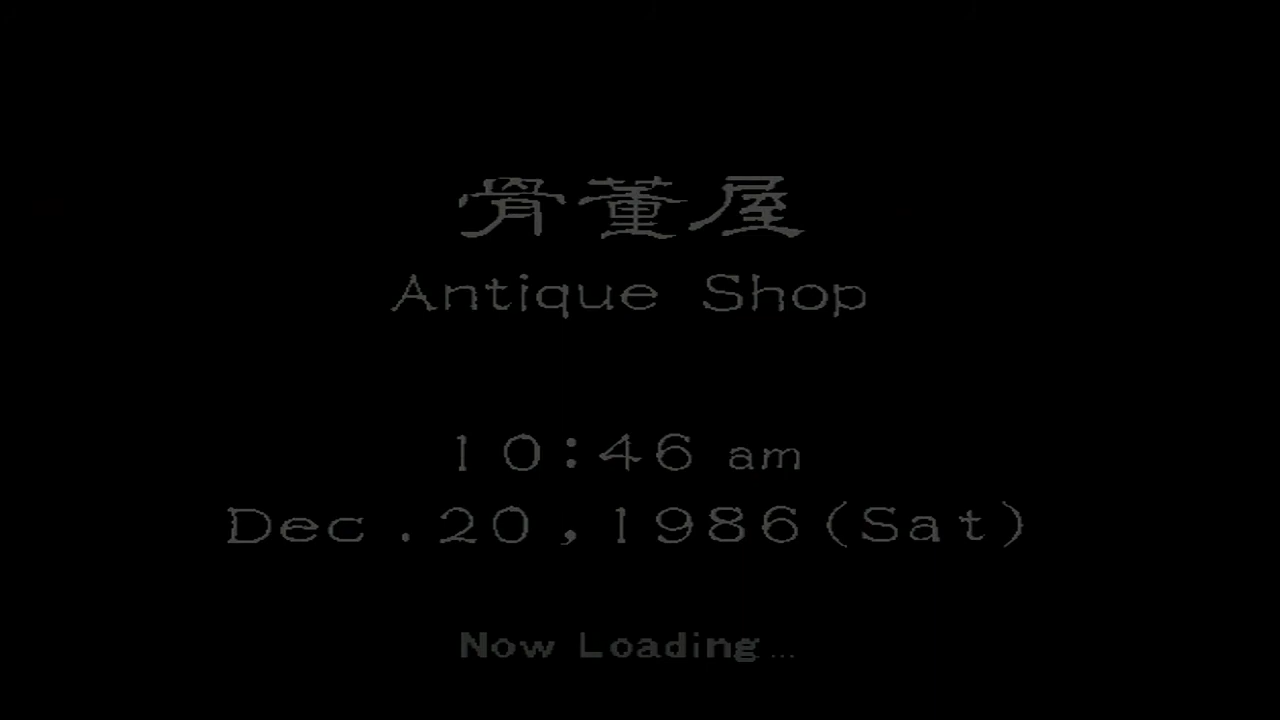 骨董屋
Antique Shop
10:46 am
Dec.20,1986(Sat)
Now Loading...